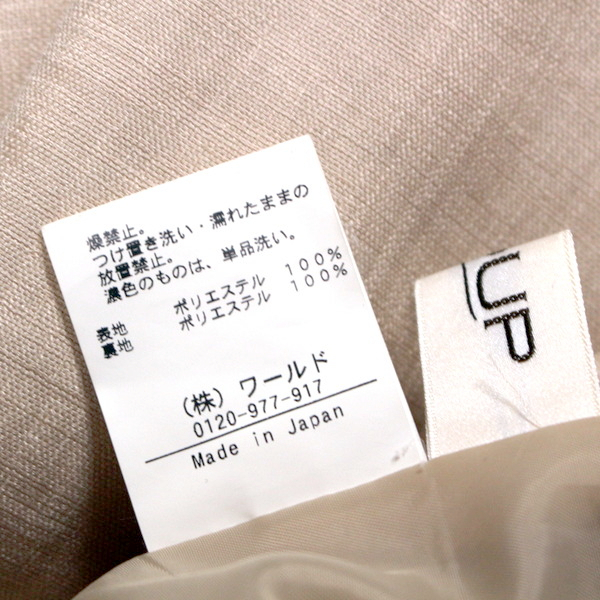 燥禁止。
つけ置き洗い・濡れたままの
放置禁止。
濃色のものは、単品洗い。
表地 ポリエステル 100%
裏地 ポリエステル 100%
(株) ワールド
0120-977-917
Made in Japan
UP